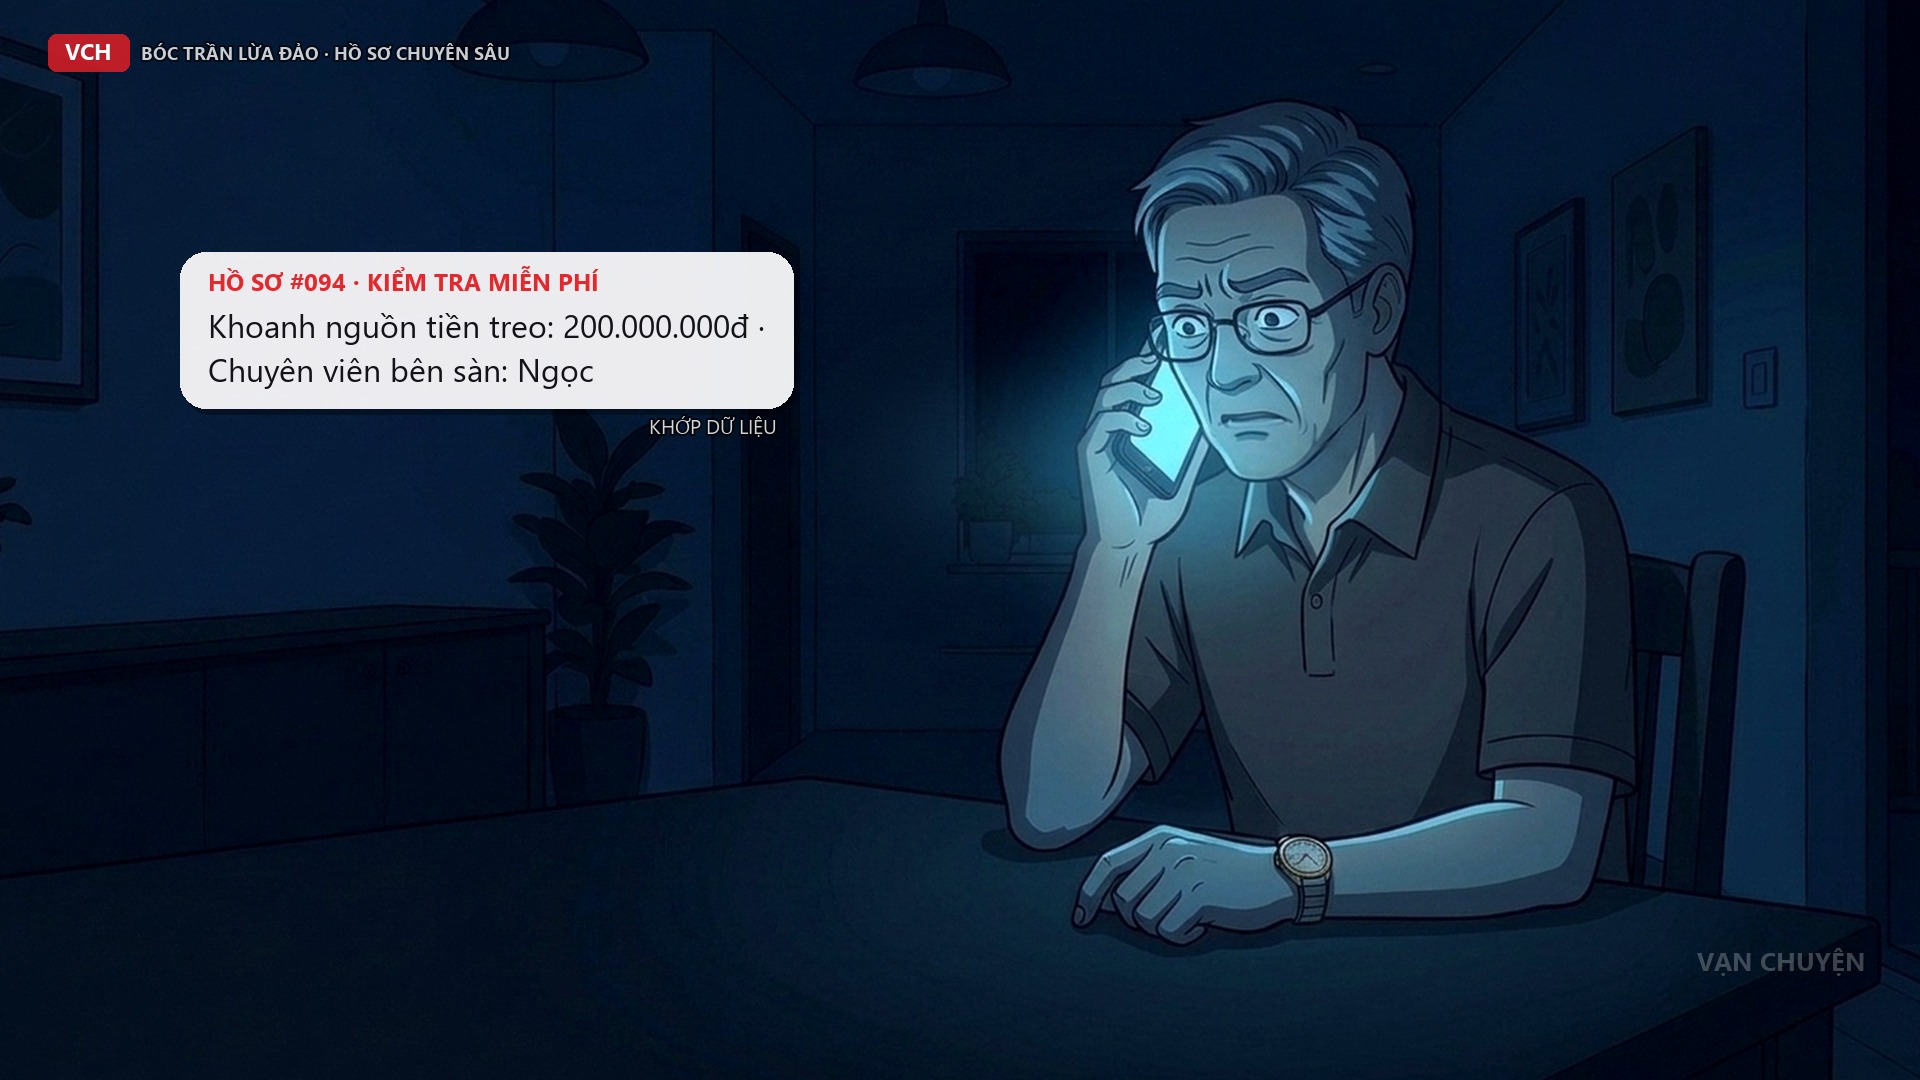 VCH BÓC TRẦN LỪA ĐẢO · HỒ SƠ CHUYÊN SÂU
HỒ SƠ #094 · KIỂM TRA MIỄN PHÍ
Khoanh nguồn tiền treo: 200.000.000đ ·
Chuyên viên bên sàn: Ngọc
KHỚP DỮ LIỆU
VẠN CHUYỆN